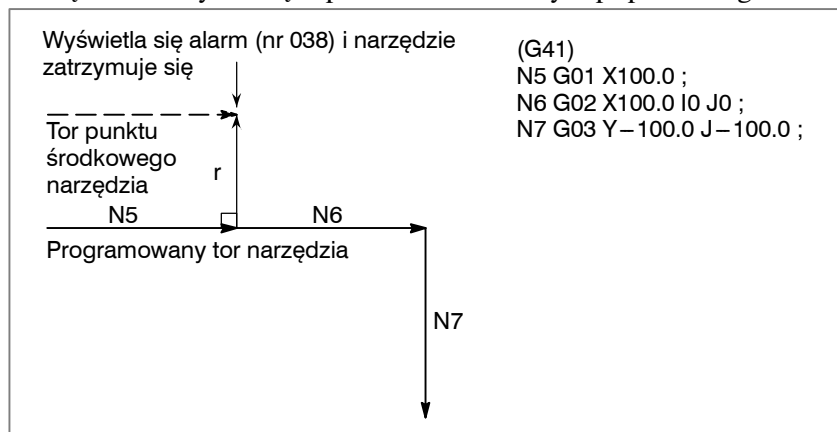 Wyświetla się alarm (nr 038) i narzędzie
zatrzymuje się
(G41)
N5 G01 X100.0 ;
N6 G02 X100.0 I0 J0 ;
N7 G03 Y−100.0 J−100.0 ;
Tor punktu
środkowego
narzędzia
r
N5
N6
Programowany tor narzędzia
N7